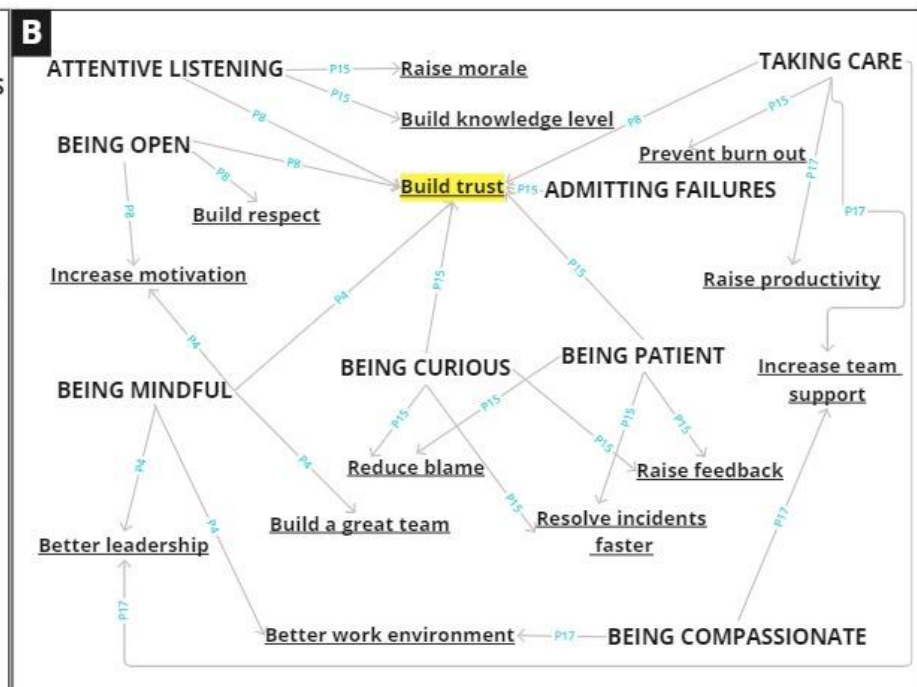 B
ATTENTIVE LISTENING
P15
Raise morale
TAKING CARE
P15
P8
Build knowledge level
P8
P15
BEING OPEN
P8
Prevent burn out
P8
P17
Build trust
P15
ADMITTING FAILURES
P8
Build respect
P17
P15
Increase motivation
P15
Raise productivity
P4
P4
BEING CURIOUS
BEING PATIENT
Increase team
support
BEING MINDFUL
P15
P15
P15
P15
P15
P4
P4
Reduce blame
Raise feedback
P15
P4
Build a great team
Resolve incidents
faster
P17
Better leadership
P17
Better work environment
P17
BEING COMPASSIONATE